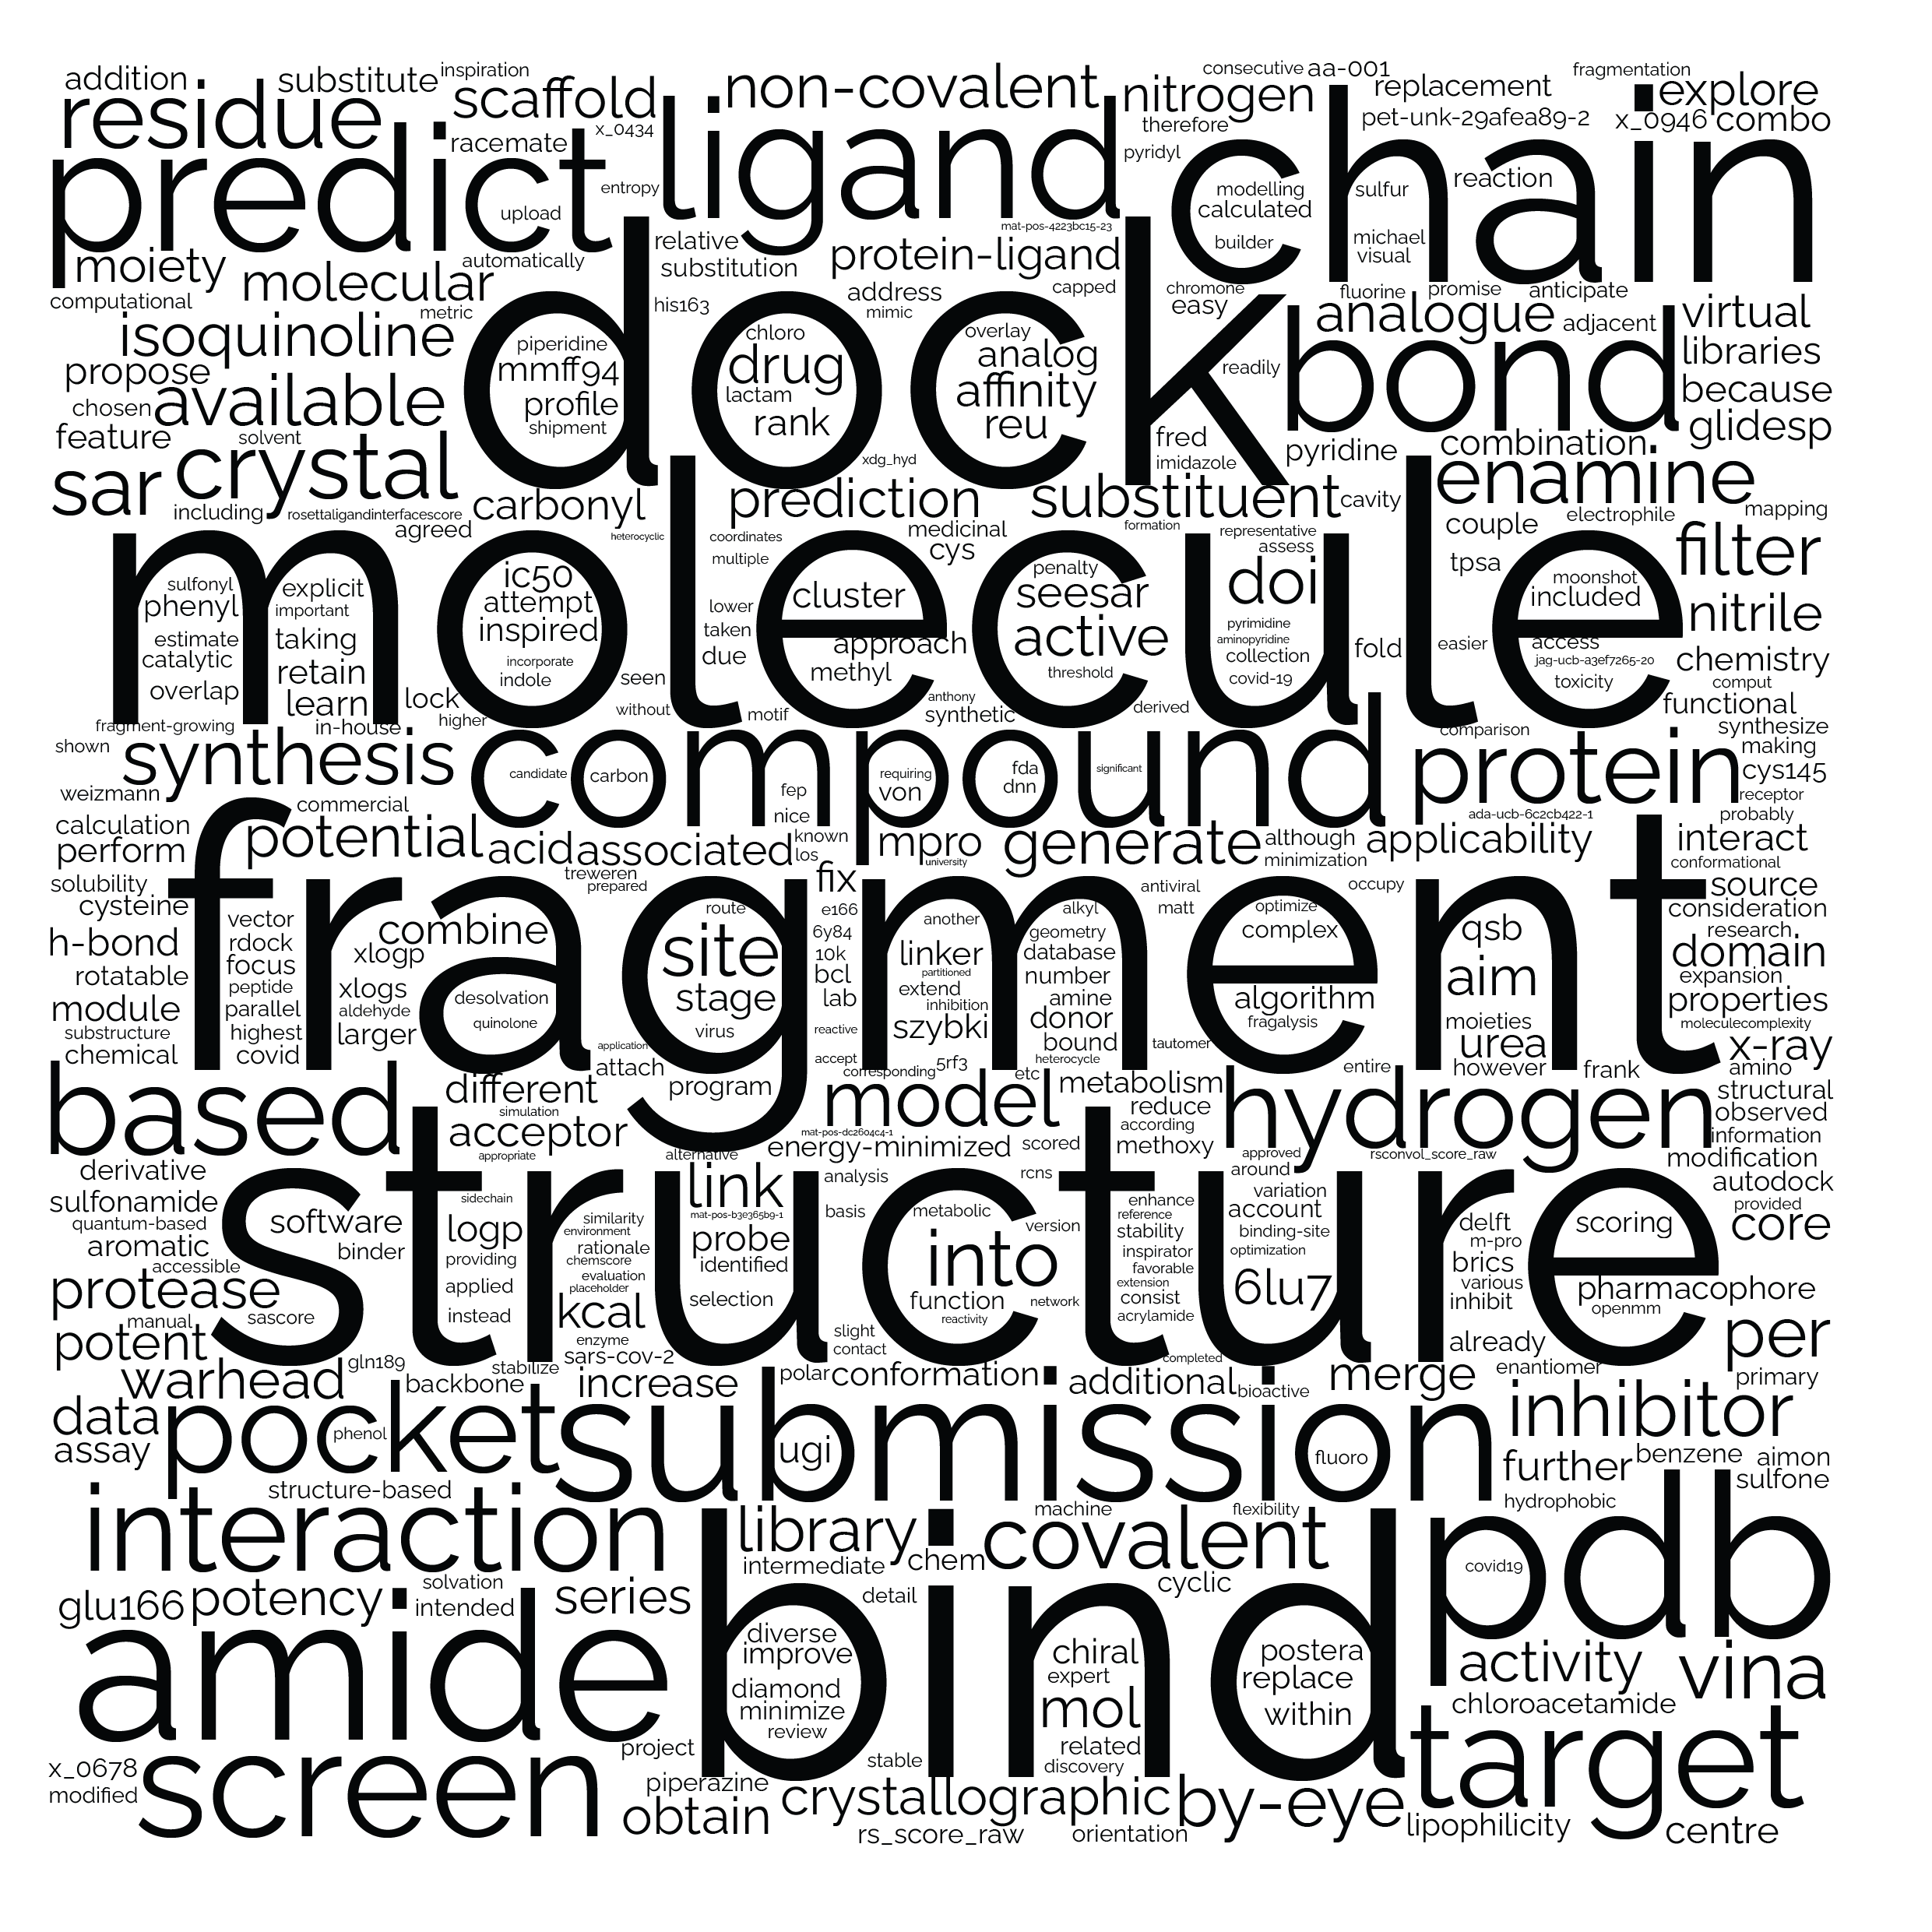 addition
substitute
inspiration
residue
scaffold
non-covalent
nitrogen
consecutive
aa-001
replacement
fragmentation
explore
pet-unk-29afea89-2
x_0946
combo
racemate
x_0434
therefore
pyridyl
predict
entropy
upload
ligand
chain
modelling
calculated
builder
sulfur
reaction
michael
visual
mat-pos-4223bc15-23
relative
substitution
protein-ligand
moiety
molecular
automatically
computational
metric
his163
address
mimic
capped
chromone
easy
fluorine
promise
anticipate
analogue
adjacent
virtual
libraries
because
glidesp
isoquinoline
propose
chosen
available
feature
solvent
dock
piperidine
mmff94
profile
shipment
chloro
drug
lactam
rank
overlay
analog
affinity
reu
readily
bond
fred
imidazole
pyridine
combination
sar
crystal
including
rosettaligandinterfacescore
agreed
carbonyl
heterocyclic
xdg_hyd
prediction
substituent
cavity
enamine
coordinates
multiple
medicinal
cys
formation
representative
assess
couple
electrophile
mapping
filter
tpsa
molecule
sulfonyl
phenyl
explicit
important
estimate
catalytic
taking
retain
overlap
learn
lock
ic50
attempt
inspired
incorporate
indole
seen
without
lower
taken
due
cluster
approach
methyl
motif
penalty
seesar
active
threshold
doi
pyrimidine
aminopyridine
collection
covid-19
fold
easier
moonshot
included
access
jag-ucb-a3ef7265-20
toxicity
nitrile
chemistry
comput
functional
fragment-growing
in-house
higher
anthony
synthetic
derived
shown
synthesis
compound
candidate
carbon
fep
nice
requiring
von
fda
dnn
significant
comparison
protein
synthesize
making
cys145
receptor
probably
weizmann
commercial
calculation
perform
potential
acid
associated
known
los
treweren
prepared
mpro
university
generate
although
minimization
applicability
ada-ucb-6c2cb422-1
interact
conformational
solubility
cysteine
fragment
fix
antiviral
matt
occupy
source
consideration
research
h-bond
rotatable
module
substructure
chemical
vector
rdock
focus
peptide
parallel
highest
covid
combine
xlogp
xlogs
aldehyde
larger
desolvation
quinolone
route
site
stage
virus
e166
6y84
10k
bcl
lab
reactive
accept
another
linker
partitioned
extend
inhibition
szybki
alkyl
geometry
database
number
amine
donor
bound
heterocycle
tautomer
optimize
complex
algorithm
fragalysis
qsb
aim
moieties
urea
however
domain
expansion
properties
moleculecomplexity
x-ray
amino
structural
observed
information
modification
based
different
simulation
acceptor
appropriate
application
attach
program
corresponding
5rf3
etc
model
mat-pos-dc2604c4-1
alternative
energy-minimized
scored
metabolism
reduce
according
methoxy
entire
frank
hydrogen
approved
around
rsconvol_score_raw
derivative
sulfonamide
quantum-based
aromatic
accessible
structure
software
binder
sidechain
logp
providing
applied
instead
similarity
environment
rationale
chemscore
evaluation
placeholder
kcal
enzyme
sars-cov-2
link
mat-pos-b3e365b9-1
probe
identified
selection
analysis
basis
rcns
metabolic
version
into
function
network
reactivity
slight
contact
enhance
reference
stability
inspirator
favorable
extension
consist
acrylamide
variation
account
binding-site
optimization
6lu7
delft
m-pro
brics
various
inhibit
already
scoring
autodock
provided
core
pharmacophore
openmm
per
protease
manual
sascore
potent
warhead
gln189
backbone
stabilize
increase
polar
conformation
completed
additional
bioactive
merge
enantiomer
primary
data
assay
pocket
phenol
submission
ugi
fluoro
inhibitor
further
benzene
aimon
sulfone
hydrophobic
structure-based
interaction
library
intermediate
chem
machine
flexibility
covalent
cyclic
pdb
covid19
glu166
potency
solvation
intended
series
detail
amide
bind
diverse
improve
diamond
minimize
review
chiral
expert
mol
related
discovery
postera
replace
within
activity
vina
chloroacetamide
x_0678
modified
screen
project
piperazine
obtain
stable
crystallographic
rs_score_raw
orientation
by-eye
target
lipophilicity
centre